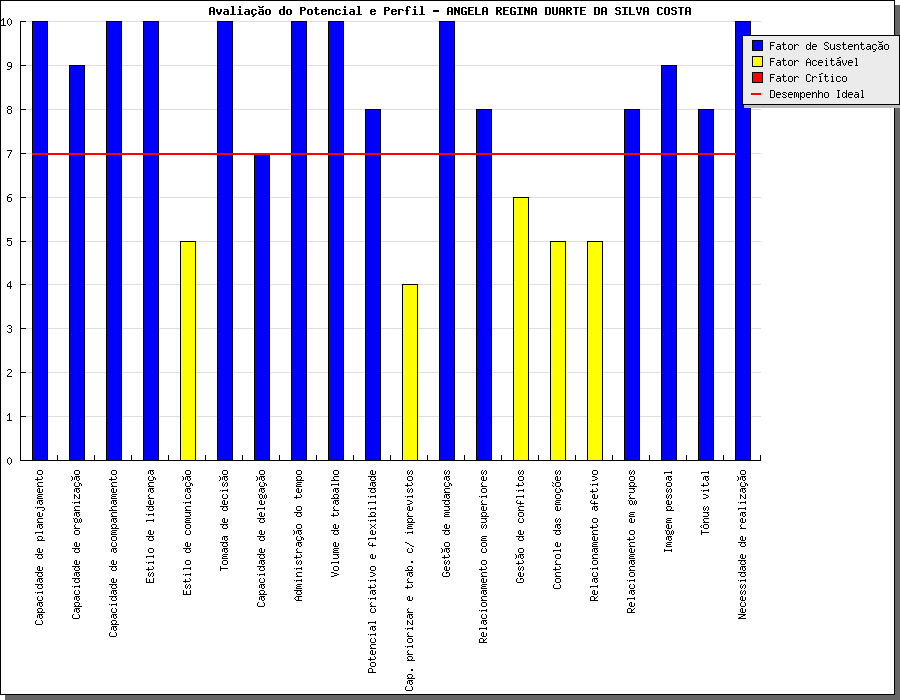 Avaliação do Potencial e Perfil - ANGELA REGINA DUARTE DA SILVA COSTA
10
9
8
7
6
5
4
3
2
1
0
Fator de Sustentação
Fator Aceitável
Fator Crítico
Desempenho Ideal
Capacidade de planejamento
Capacidade de organização
Capacidade de acompanhamento
Estilo de liderança
Estilo de comunicação
Tomada de decisão
Capacidade de delegação
Administração do tempo
Volume de trabalho
Potencial criativo e flexibilidade
Cap. priorizar e trab. c/ imprevistos
Gestão de mudanças
Relacionamento com superiores
Gestão de conflitos
Controle das emoções
Relacionamento afetivo
Relacionamento em grupos
Imagem pessoal
Tônus vital
Necessidade de realização